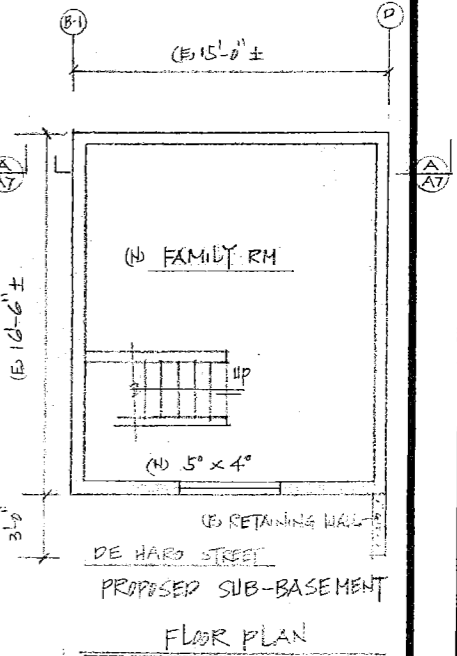 B-1
D
(E) 15'-0" ±
A
A7
A
A7
(N) FAMILY RM
(E) 16'-6" ±
UP
(N) 5° x 4°
3'-0"
(E) RETAINING WALL
DE HARO STREET
PROPOSED SUB-BASEMENT
FLOOR PLAN